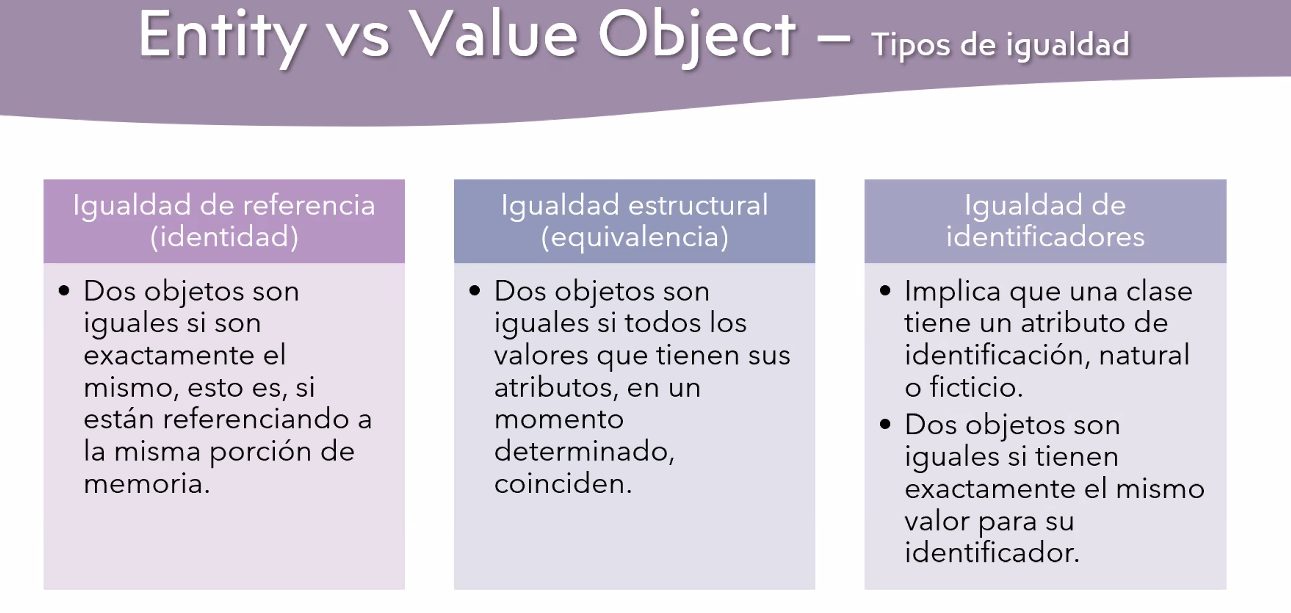 Entity vs Value Object – Tipos de igualdad
Igualdad de referencia
(identidad)
• Dos objetos son
iguales si son
exactamente el
mismo, esto es, si
están referenciando a
la misma porción de
memoria.
Igualdad estructural
(equivalencia)
• Dos objetos son
iguales si todos los
valores que tienen sus
atributos, en un
momento
determinado,
coinciden.
Igualdad de
identificadores
• Implica que una clase
tiene un atributo de
identificación, natural
o ficticio.
• Dos objetos son
iguales si tienen
exactamente el mismo
valor para su
identificador.